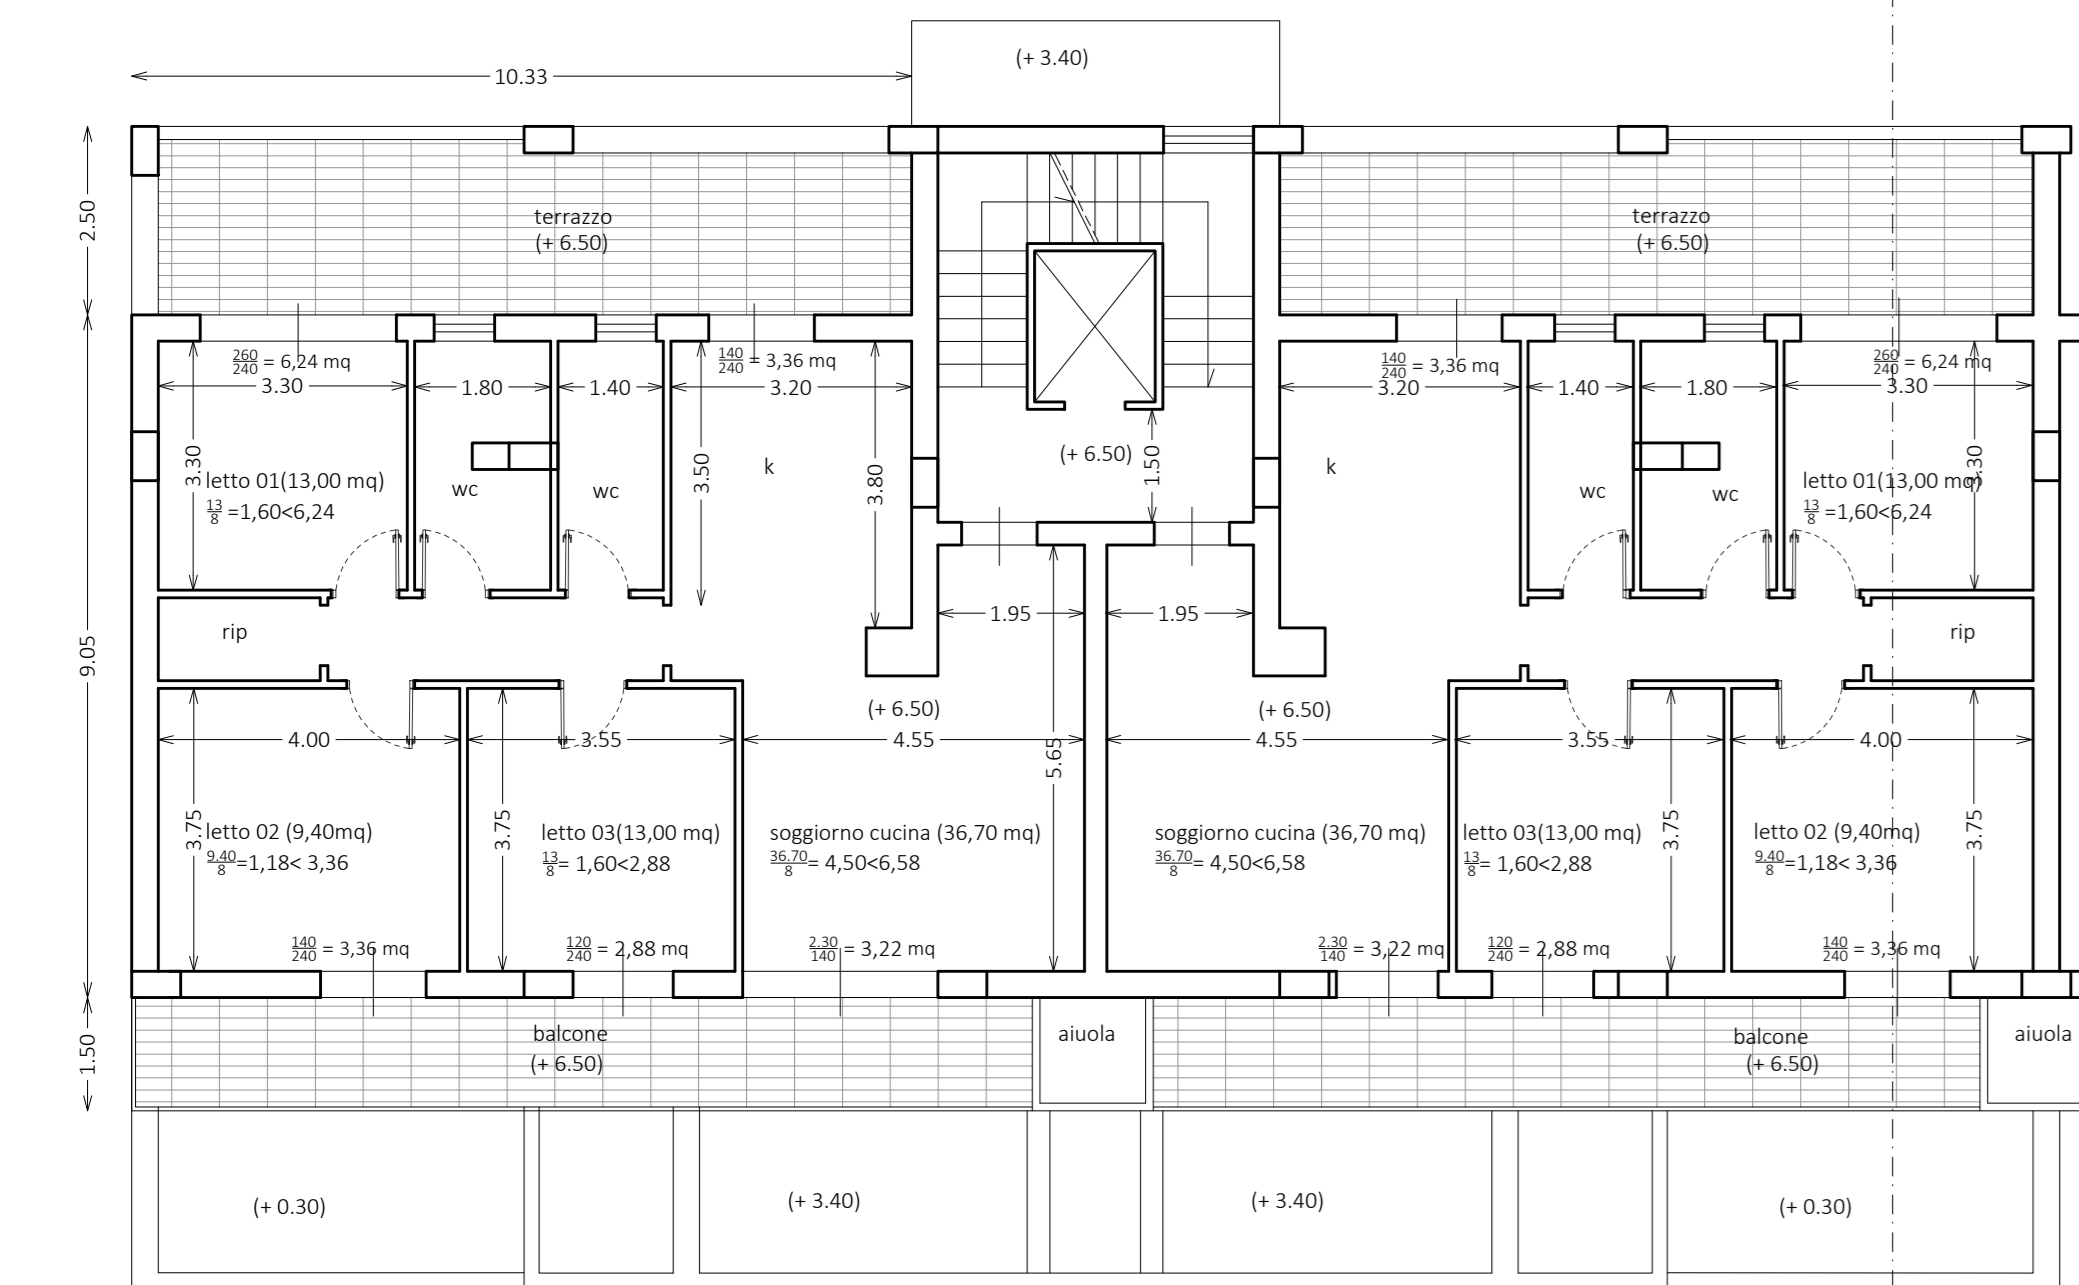 (+ 3.40)
10.33
2.50
terrazzo
(+ 6.50)
terrazzo
(+ 6.50)
260
240 = 6,24 mq
140
240 = 3,36 mq
140
240 = 3,36 mq
260
240 = 6,24 mq
3.30
1.80
1.40
3.20
3.20
1.40
1.80
3.30
3.30
letto 01(13,00 mq)
13
8 =1,60<6,24
wc
wc
3.50
k
3.80
(+ 6.50)
1.50
k
wc
wc
3.30
letto 01(13,00 mq)
13
8 =1,60<6,24
9.05
rip
1.95
1.95
rip
(+ 6.50)
(+ 6.50)
4.00
3.55
4.55
5.65
4.55
3.55
4.00
3.75
letto 02 (9,40mq)
9.40
8 =1,18< 3,36
3.75
letto 03(13,00 mq)
13
8 = 1,60<2,88
soggiorno cucina (36,70 mq)
36.70
8 = 4,50<6,58
soggiorno cucina (36,70 mq)
36.70
8 = 4,50<6,58
letto 03(13,00 mq)
13
8 = 1,60<2,88
3.75
letto 02 (9,40mq)
9.40
8 =1,18< 3,36
3.75
140
240 = 3,36 mq
120
240 = 2,88 mq
2.30
140 = 3,22 mq
2.30
140 = 3,22 mq
120
240 = 2,88 mq
140
240 = 3,36 mq
1.50
balcone
(+ 6.50)
aiuola
balcone
(+ 6.50)
aiuola
(+ 0.30)
(+ 3.40)
(+ 3.40)
(+ 0.30)